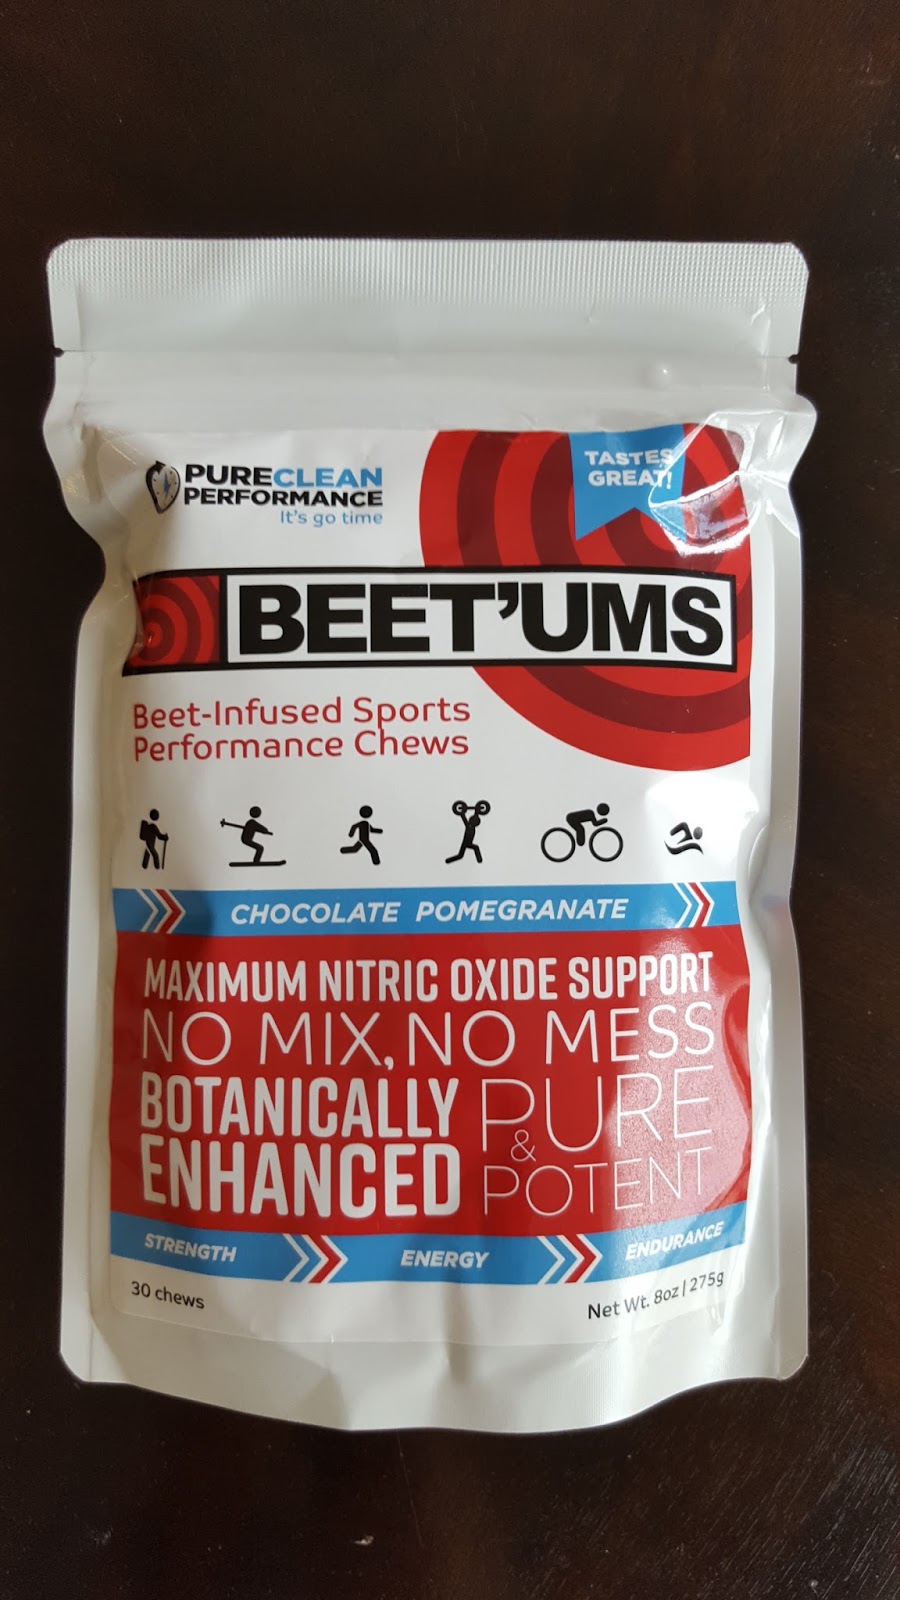 PURECLEAN
PERFORMANCE
It's go time
TASTES
GREAT!
BEET'UMS
Beet-Infused Sports
Performance Chews
CHOCOLATE POMEGRANATE
MAXIMUM NITRIC OXIDE SUPPORT
NO MIX, NO MESS
BOTANICALLY
ENHANCED
PURE
&
POTENT
STRENGTH
ENERGY
ENDURANCE
30 chews
Net Wt. 8oz | 275g